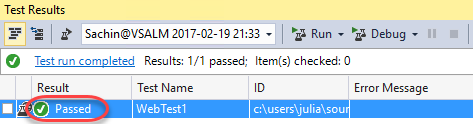 Test Results
Sachin@VSALM 2017-02-19 21:33 Run Debug
Test run completed Results: 1/1 passed; Item(s) checked: 0
Result Test Name ID Error Message
Passed WebTest1 c:\users\julia\sour